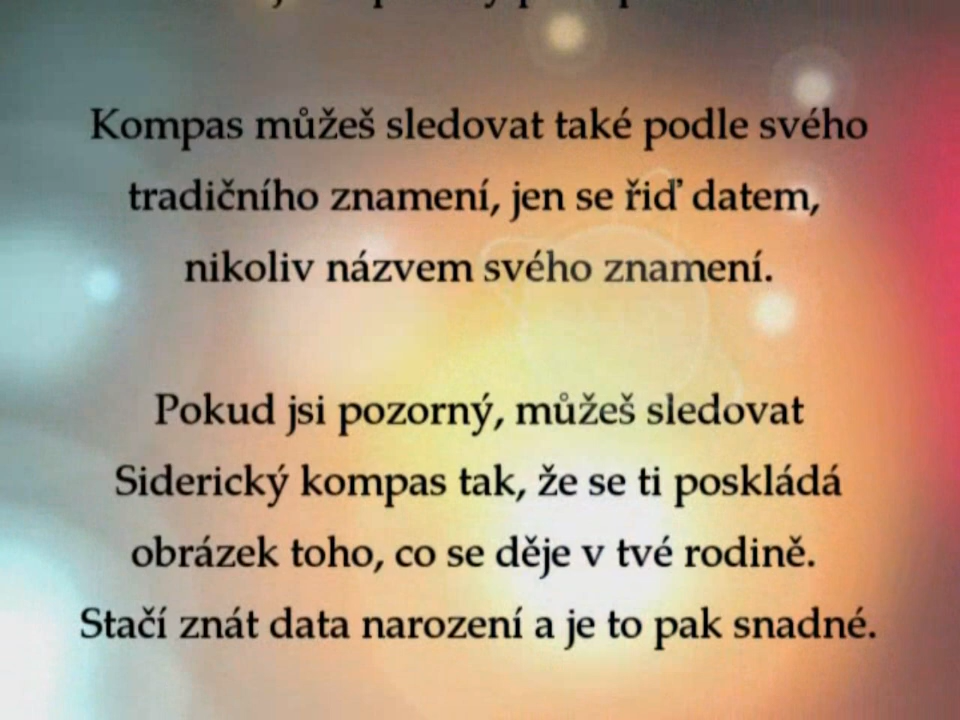 Kompas můžeš sledovat také podle svého
tradičního znamení, jen se řiď datem,
nikoliv názvem svého znamení.
Pokud jsi pozorný, můžeš sledovat
Siderický kompas tak, že se ti poskládá
obrázek toho, co se děje v tvé rodině.
Stačí znát data narození a je to pak snadné.